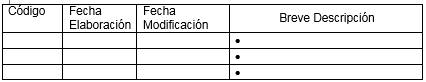 Código Fecha Fecha Breve Descripción
Elaboración Modificación
•
•
•